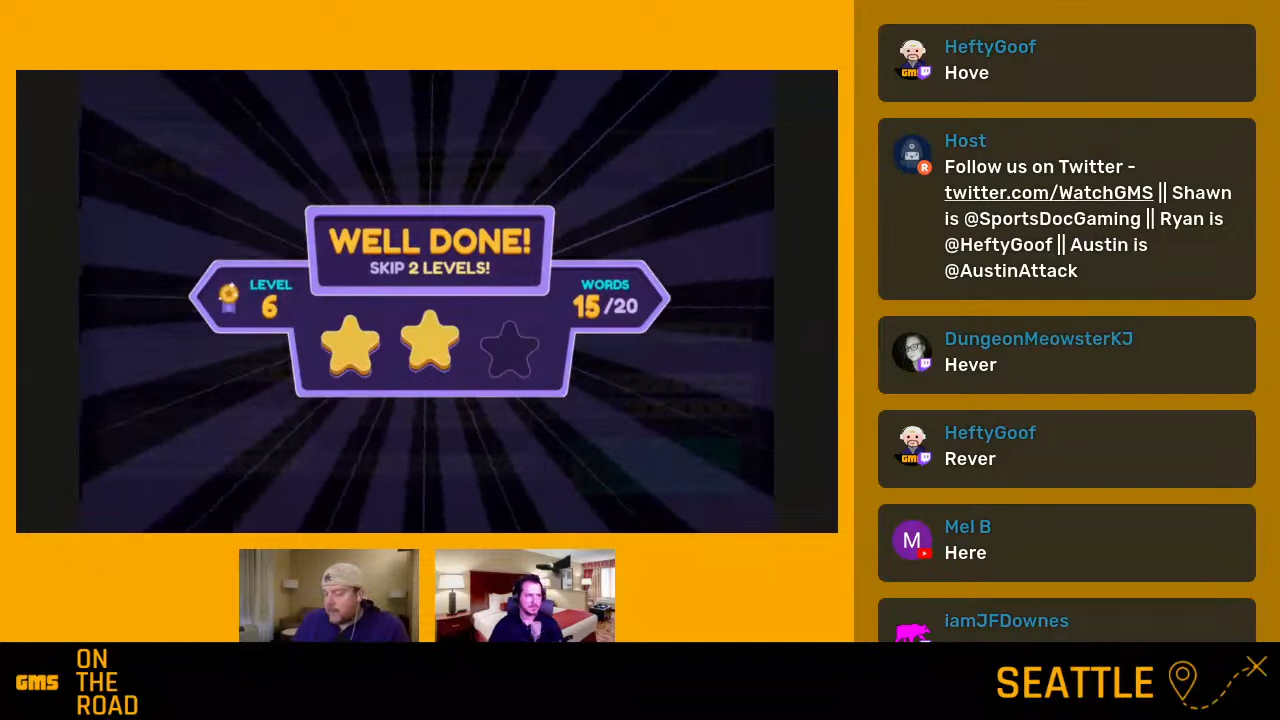 WELL DONE!
SKIP 2 LEVELS!
LEVEL
6
WORDS
15/20
HeftyGoof
Hove
Host
Follow us on Twitter -
twitter.com/WatchGMS || Shawn
is @SportsDocGaming || Ryan is
@HeftyGoof || Austin is
@AustinAttack
DungeonMeowsterKJ
Hever
HeftyGoof
Rever
M
Mel B
Here
iamJFDownes
GMS
ON
THE
ROAD
SEATTLE